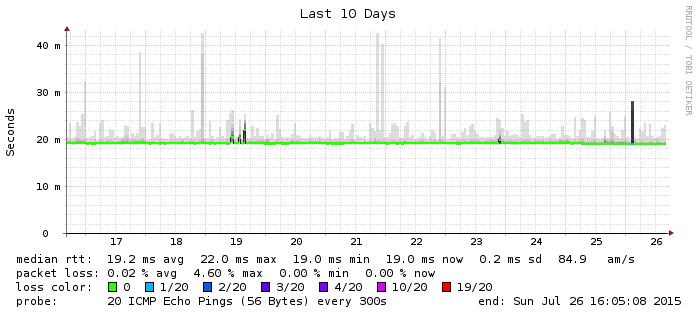 Last 10 Days
RRDTOOL / TOBI OETIKER
Seconds
40 m
30 m
20 m
10 m
0
17 18 19 20 21 22 23 24 25 26
median rtt: 19.2 ms avg 22.0 ms max 19.0 ms min 19.0 ms now 0.2 ms sd 84.9 am/s
packet loss: 0.02 % avg 4.60 % max 0.00 % min 0.00 % now
loss color: 0 1/20 2/20 3/20 4/20 10/20 19/20
probe: 20 ICMP Echo Pings (56 Bytes) every 300s end: Sun Jul 26 16:05:08 2015